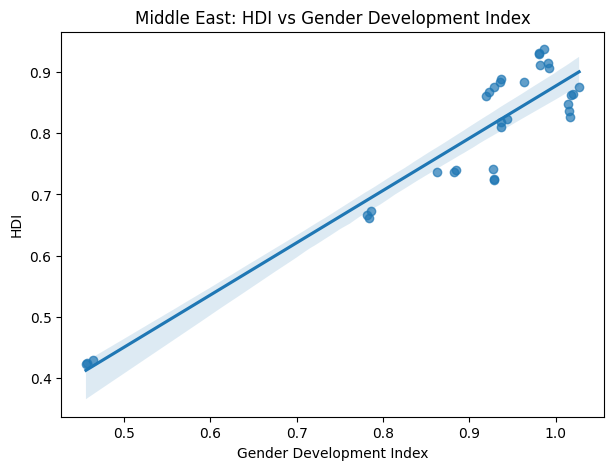 Middle East: HDI vs Gender Development Index
HDI
0.9
0.8
0.7
0.6
0.5
0.4
0.5 0.6 0.7 0.8 0.9 1.0
Gender Development Index